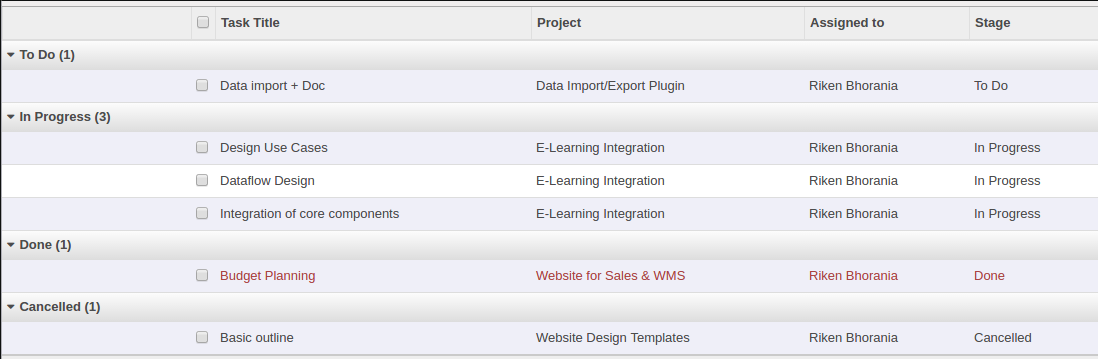 Task Title Project Assigned to Stage
To Do (1)
Data import + Doc Data Import/Export Plugin Riken Bhorania To Do
In Progress (3)
Design Use Cases E-Learning Integration Riken Bhorania In Progress
Dataflow Design E-Learning Integration Riken Bhorania In Progress
Integration of core components E-Learning Integration Riken Bhorania In Progress
Done (1)
Budget Planning Website for Sales & WMS Riken Bhorania Done
Cancelled (1)
Basic outline Website Design Templates Riken Bhorania Cancelled